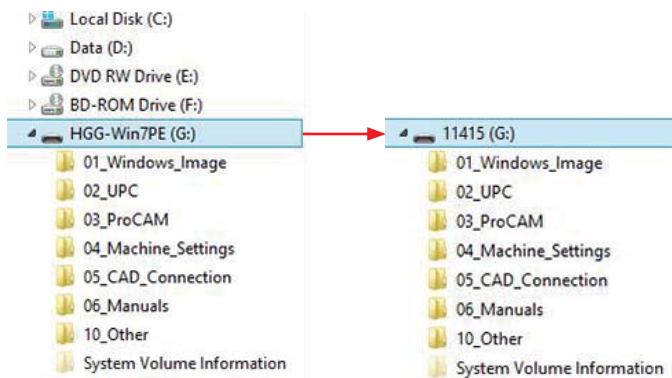 Local Disk (C:)
Data (D:)
DVD RW Drive (E:)
BD-ROM Drive (F:)
HGG-Win7PE (G:)
01_Windows_Image
02_UPC
03_ProCAM
04_Machine_Settings
05_CAD_Connection
06_Manuals
10_Other
System Volume Information
11415 (G:)
01_Windows_Image
02_UPC
03_ProCAM
04_Machine_Settings
05_CAD_Connection
06_Manuals
10_Other
System Volume Information